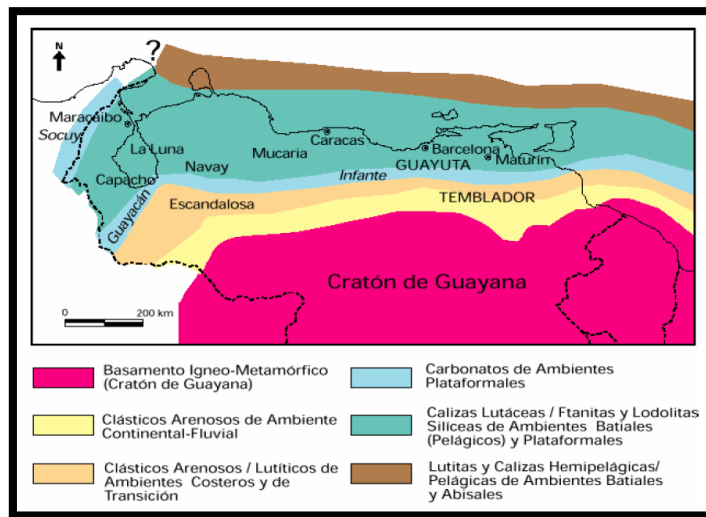 N
?
Maracaibo
Socuy
La Luna
Capacho
Guayacán
Navay
Mucaria
Caracas
Infante
Barcelona
GUAYUTA
Maturín
Escandalosa
TEMBLADOR
Cratón de Guayana
0 200 km
Basamento Igneo-Metamórfico
(Cratón de Guayana)
Clásticos Arenosos de Ambiente
Continental-Fluvial
Clásticos Arenosos / Lutíticos de
Ambientes Costeros y de
Transición
Carbonatos de Ambientes
Plataformales
Calizas Lutáceas / Ftanitas y Lodolitas
Silíceas de Ambientes Batiales
(Pelágicos) y Plataformales
Lutitas y Calizas Hemipelágicas/
Pelágicas de Ambientes Batiales
y Abisales